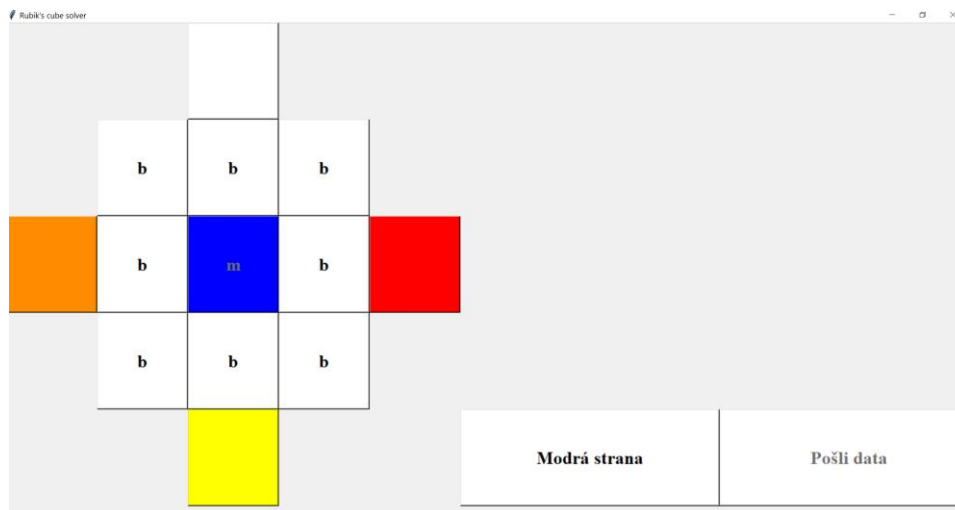 Rubik's cube solver
b b b
b m b
b b b
Modrá strana Pošli data